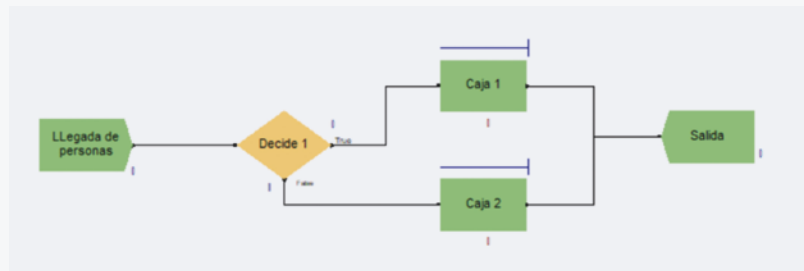 LLegada de
personas
Decide 1
True
False
Caja 1
Caja 2
Salida